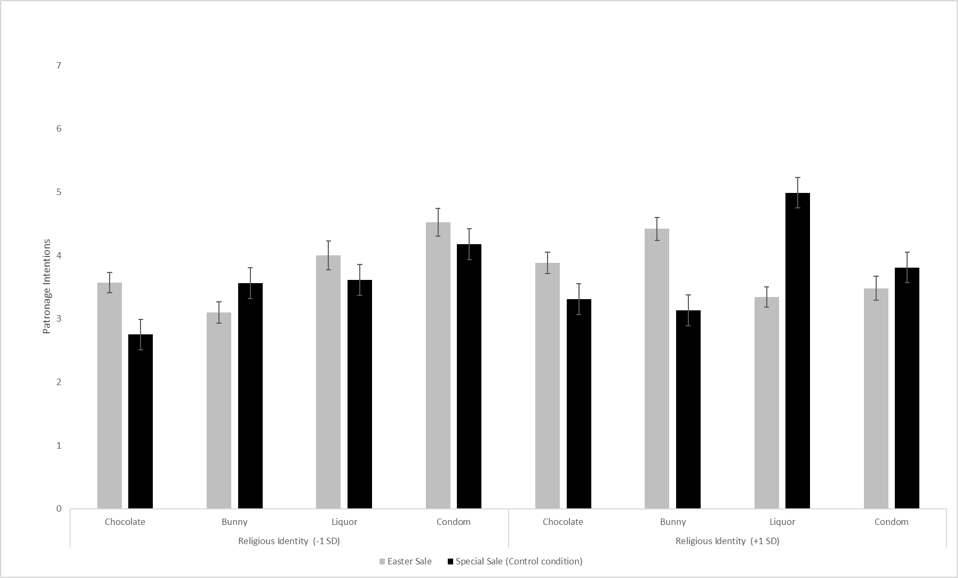 7
6
5
4
3
2
1
0
Patronage Intentions
Chocolate Bunny Liquor Condom Chocolate Bunny Liquor Condom
Religious Identity (-1 SD) Religious Identity (+1 SD)
Easter Sale Special Sale (Control condition)